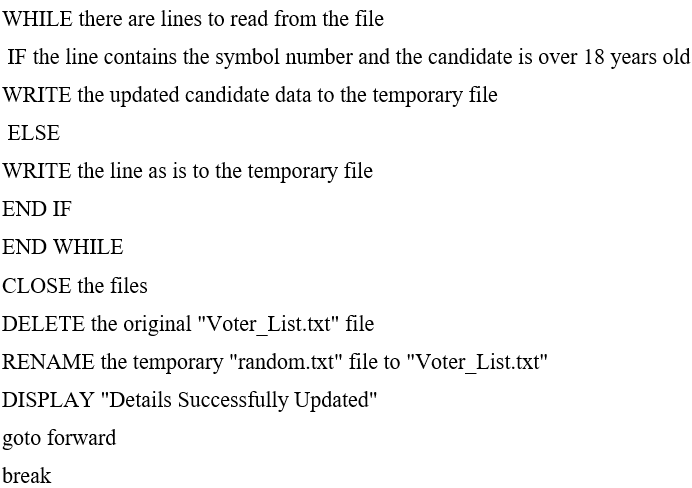 WHILE there are lines to read from the file
IF the line contains the symbol number and the candidate is over 18 years old
WRITE the updated candidate data to the temporary file
ELSE
WRITE the line as is to the temporary file
END IF
END WHILE
CLOSE the files
DELETE the original "Voter_List.txt" file
RENAME the temporary "random.txt" file to "Voter_List.txt"
DISPLAY "Details Successfully Updated"
goto forward
break